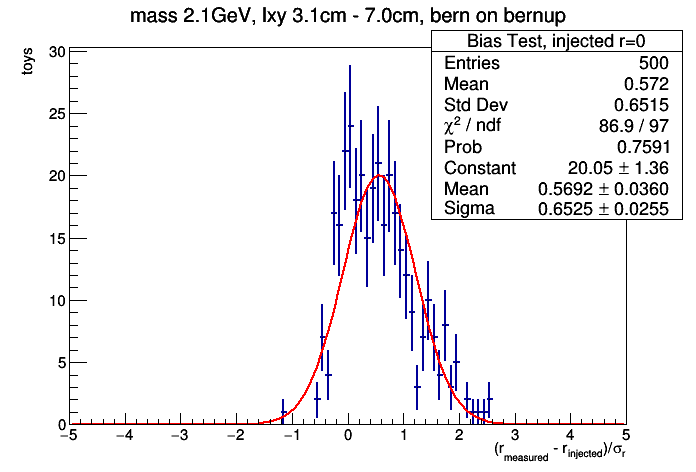 mass 2.1GeV, lxy 3.1cm - 7.0cm, bern on bernup
Bias Test, injected r=0
Entries 500
Mean 0.572
Std Dev 0.6515
χ² / ndf 86.9 / 97
Prob 0.7591
Constant 20.05 ± 1.36
Mean 0.5692 ± 0.0360
Sigma 0.6525 ± 0.0255
toys
30
25
20
15
10
5
0
−5 −4 −3 −2 −1 0 1 2 3 4 5
(r_measured - r_injected)/σ_r